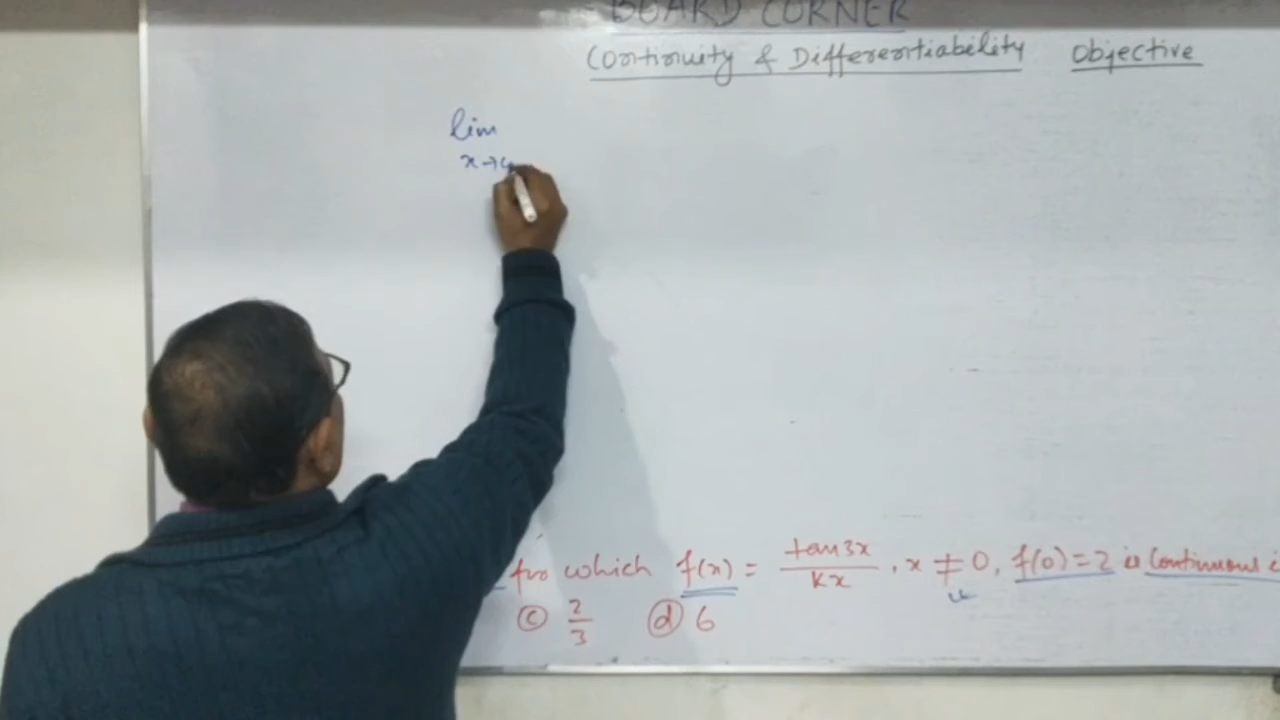 BOARD CORNER
Continuity & Differentiability Objective
lim
x→
for which f(x) = tan3x / kx , x ≠ 0, f(0)=2 is continuous
ⓒ 2/3 ⓓ 6